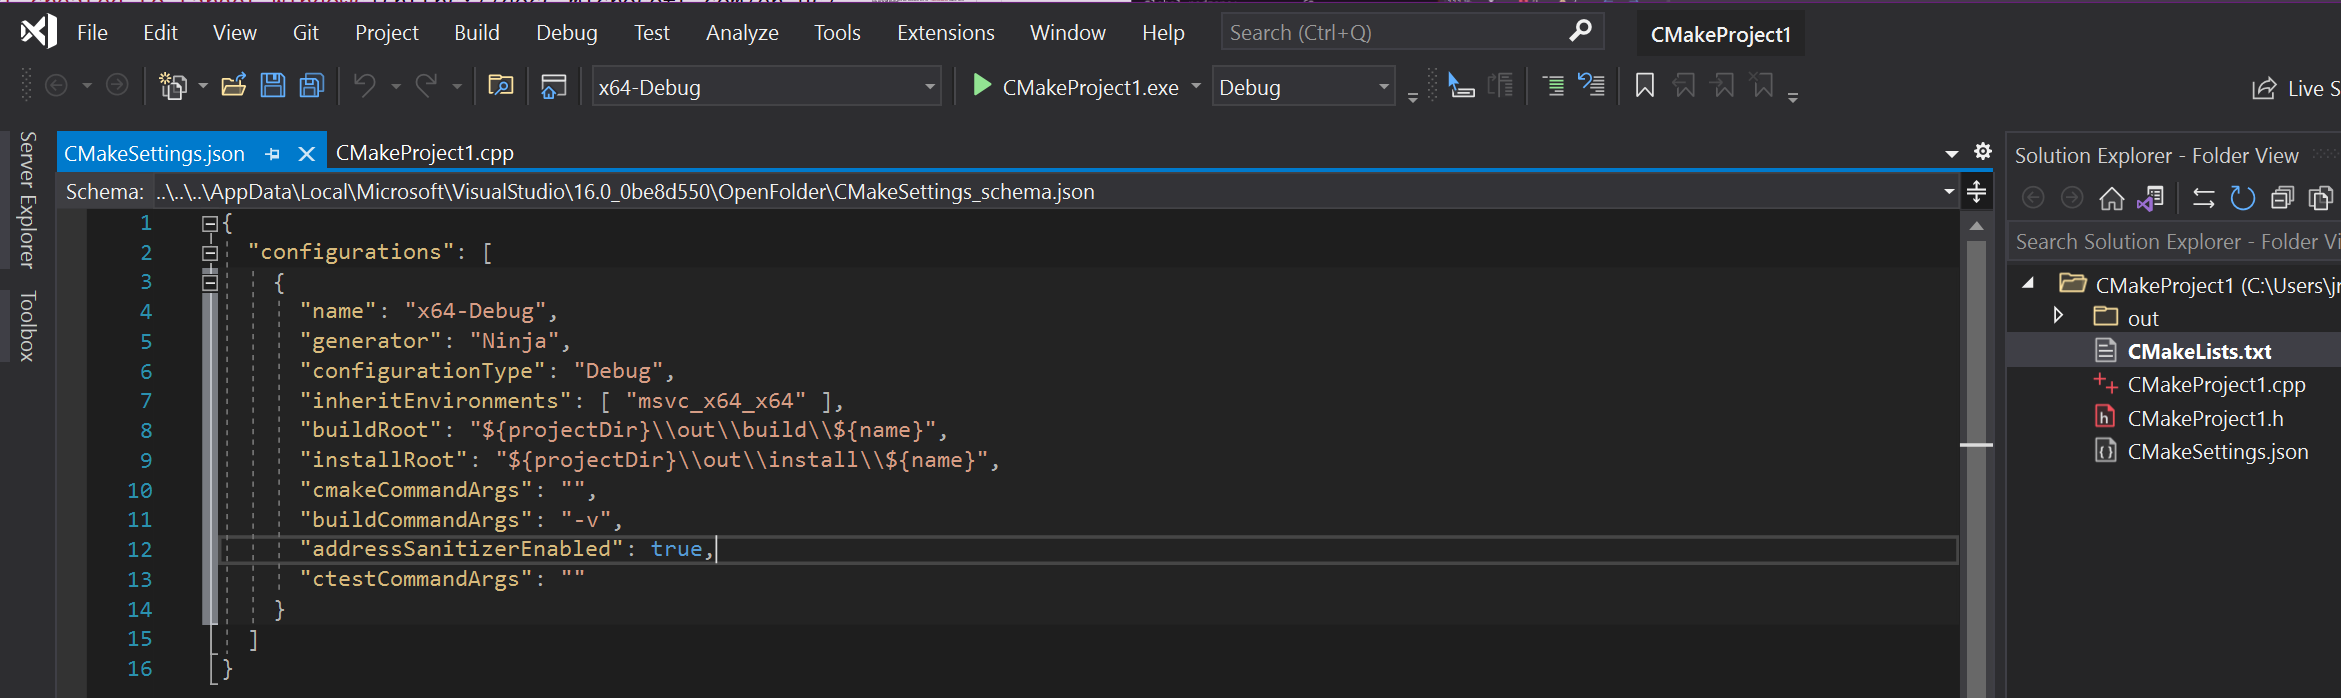 File Edit View Git Project Build Debug Test Analyze Tools Extensions Window Help Search (Ctrl+Q) CMakeProject1
x64-Debug CMakeProject1.exe Debug Live S
Server Explorer
Toolbox
CMakeSettings.json CMakeProject1.cpp
Schema: ..\..\..\AppData\Local\Microsoft\VisualStudio\16.0_0be8d550\OpenFolder\CMakeSettings_schema.json
1 {
2 "configurations": [
3 {
4 "name": "x64-Debug",
5 "generator": "Ninja",
6 "configurationType": "Debug",
7 "inheritEnvironments": [ "msvc_x64_x64" ],
8 "buildRoot": "${projectDir}\\out\\build\\${name}",
9 "installRoot": "${projectDir}\\out\\install\\${name}",
10 "cmakeCommandArgs": "",
11 "buildCommandArgs": "-v",
12 "addressSanitizerEnabled": true,
13 "ctestCommandArgs": ""
14 }
15 ]
16 }
Solution Explorer - Folder View
Search Solution Explorer - Folder Vi
CMakeProject1 (C:\Users\jr
out
CMakeLists.txt
CMakeProject1.cpp
CMakeProject1.h
CMakeSettings.json